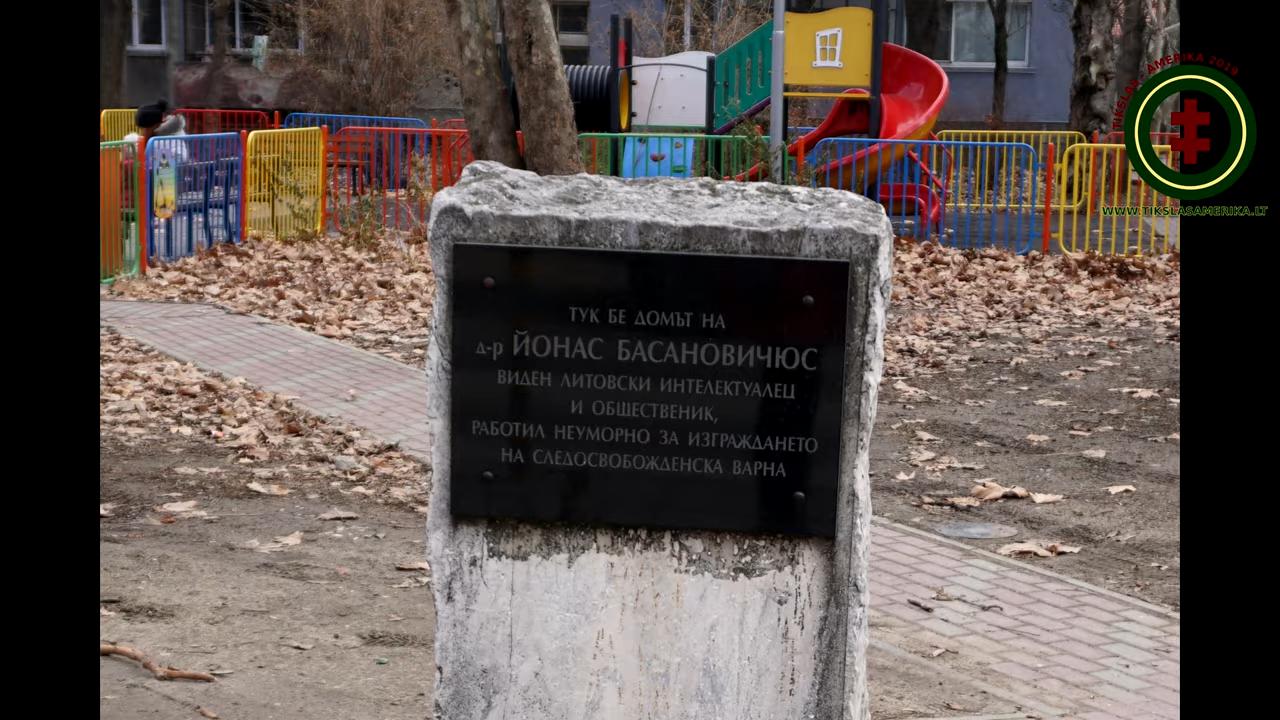 TIKSLAS - AMERIKA 2019
WWW.TIKSLASAMERIKA.LT
ТУК БЕ ДОМЪТ НА
д-р ЙОНАС БАСАНОВИЧЮС
ВИДЕН ЛИТОВСКИ ИНТЕЛЕКТУАЛЕЦ
И ОБЩЕСТВЕНИК,
РАБОТИЛ НЕУМОРНО ЗА ИЗГРАЖДАНЕТО
НА СЛЕДОСВОБОЖДЕНСКА ВАРНА